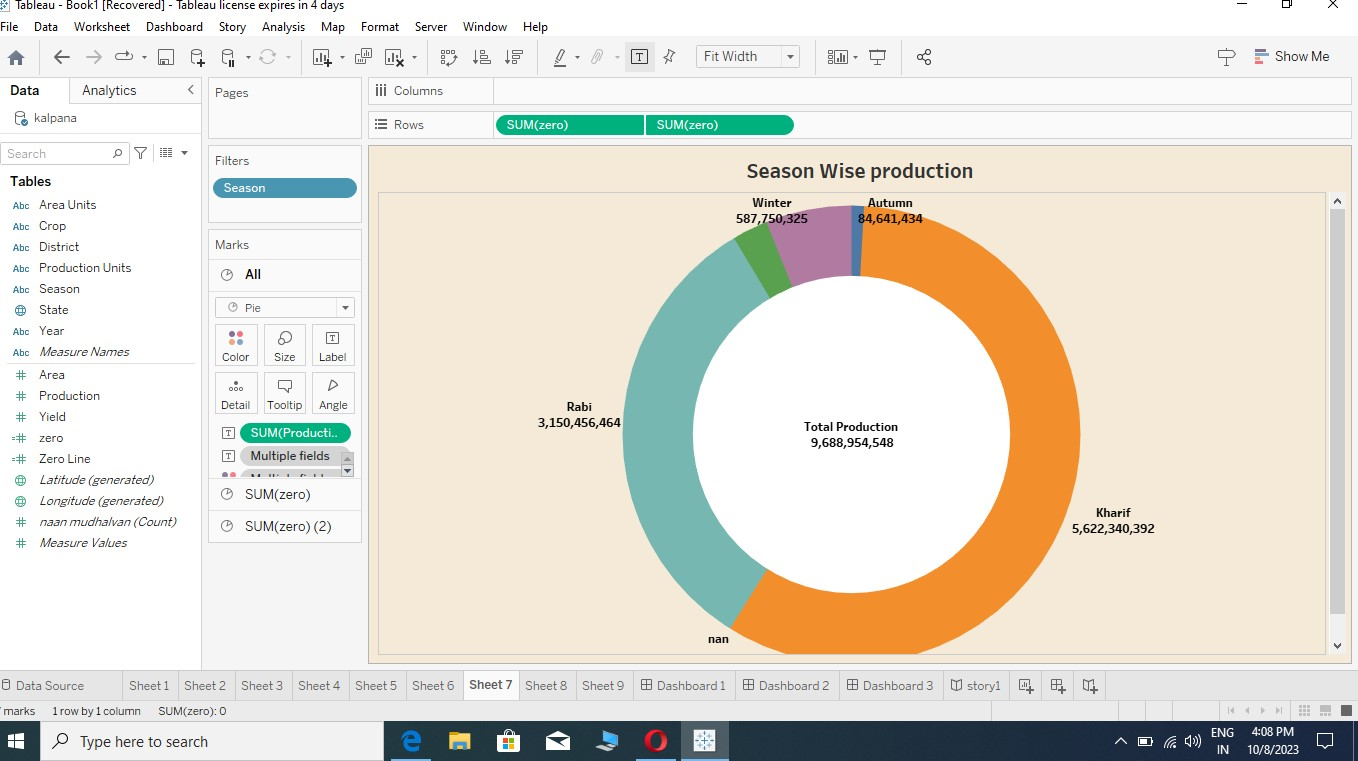 Tableau - Book1 [Recovered] - Tableau license expires in 4 days
File Data Worksheet Dashboard Story Analysis Map Format Server Window Help
Fit Width
Show Me
Data Analytics
kalpana
Search
Tables
Abc Area Units
Abc Crop
Abc District
Abc Production Units
Abc Season
State
Abc Year
Abc Measure Names
# Area
# Production
# Yield
=# zero
=# Zero Line
Latitude (generated)
Longitude (generated)
# naan mudhalvan (Count)
# Measure Values
Pages
Filters
Season
Marks
All
Pie
Color Size Label
Detail Tooltip Angle
SUM(Producti..
Multiple fields
SUM(zero)
SUM(zero) (2)
Columns
Rows SUM(zero) SUM(zero)
Season Wise production
Winter
587,750,325
Autumn
84,641,434
Rabi
3,150,456,464
Total Production
9,688,954,548
Kharif
5,622,340,392
nan
Data Source Sheet 1 Sheet 2 Sheet 3 Sheet 4 Sheet 5 Sheet 6 Sheet 7 Sheet 8 Sheet 9 Dashboard 1 Dashboard 2 Dashboard 3 story1
marks 1 row by 1 column SUM(zero): 0
Type here to search
ENG
IN
4:08 PM
10/8/2023